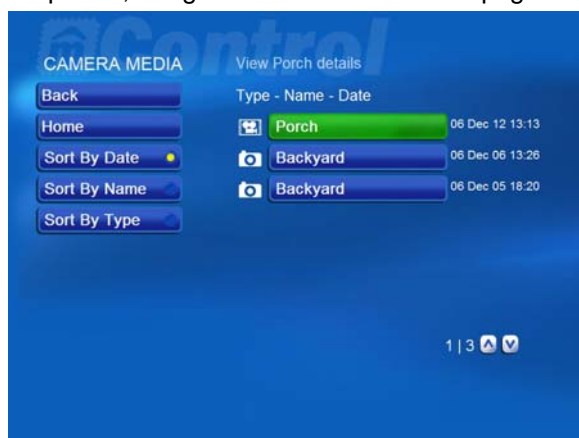 mControl
CAMERA MEDIA
View Porch details
Back
Type - Name - Date
Home
Porch 06 Dec 12 13:13
Sort By Date
Backyard 06 Dec 06 13:26
Sort By Name
Backyard 06 Dec 05 18:20
Sort By Type
1 | 3